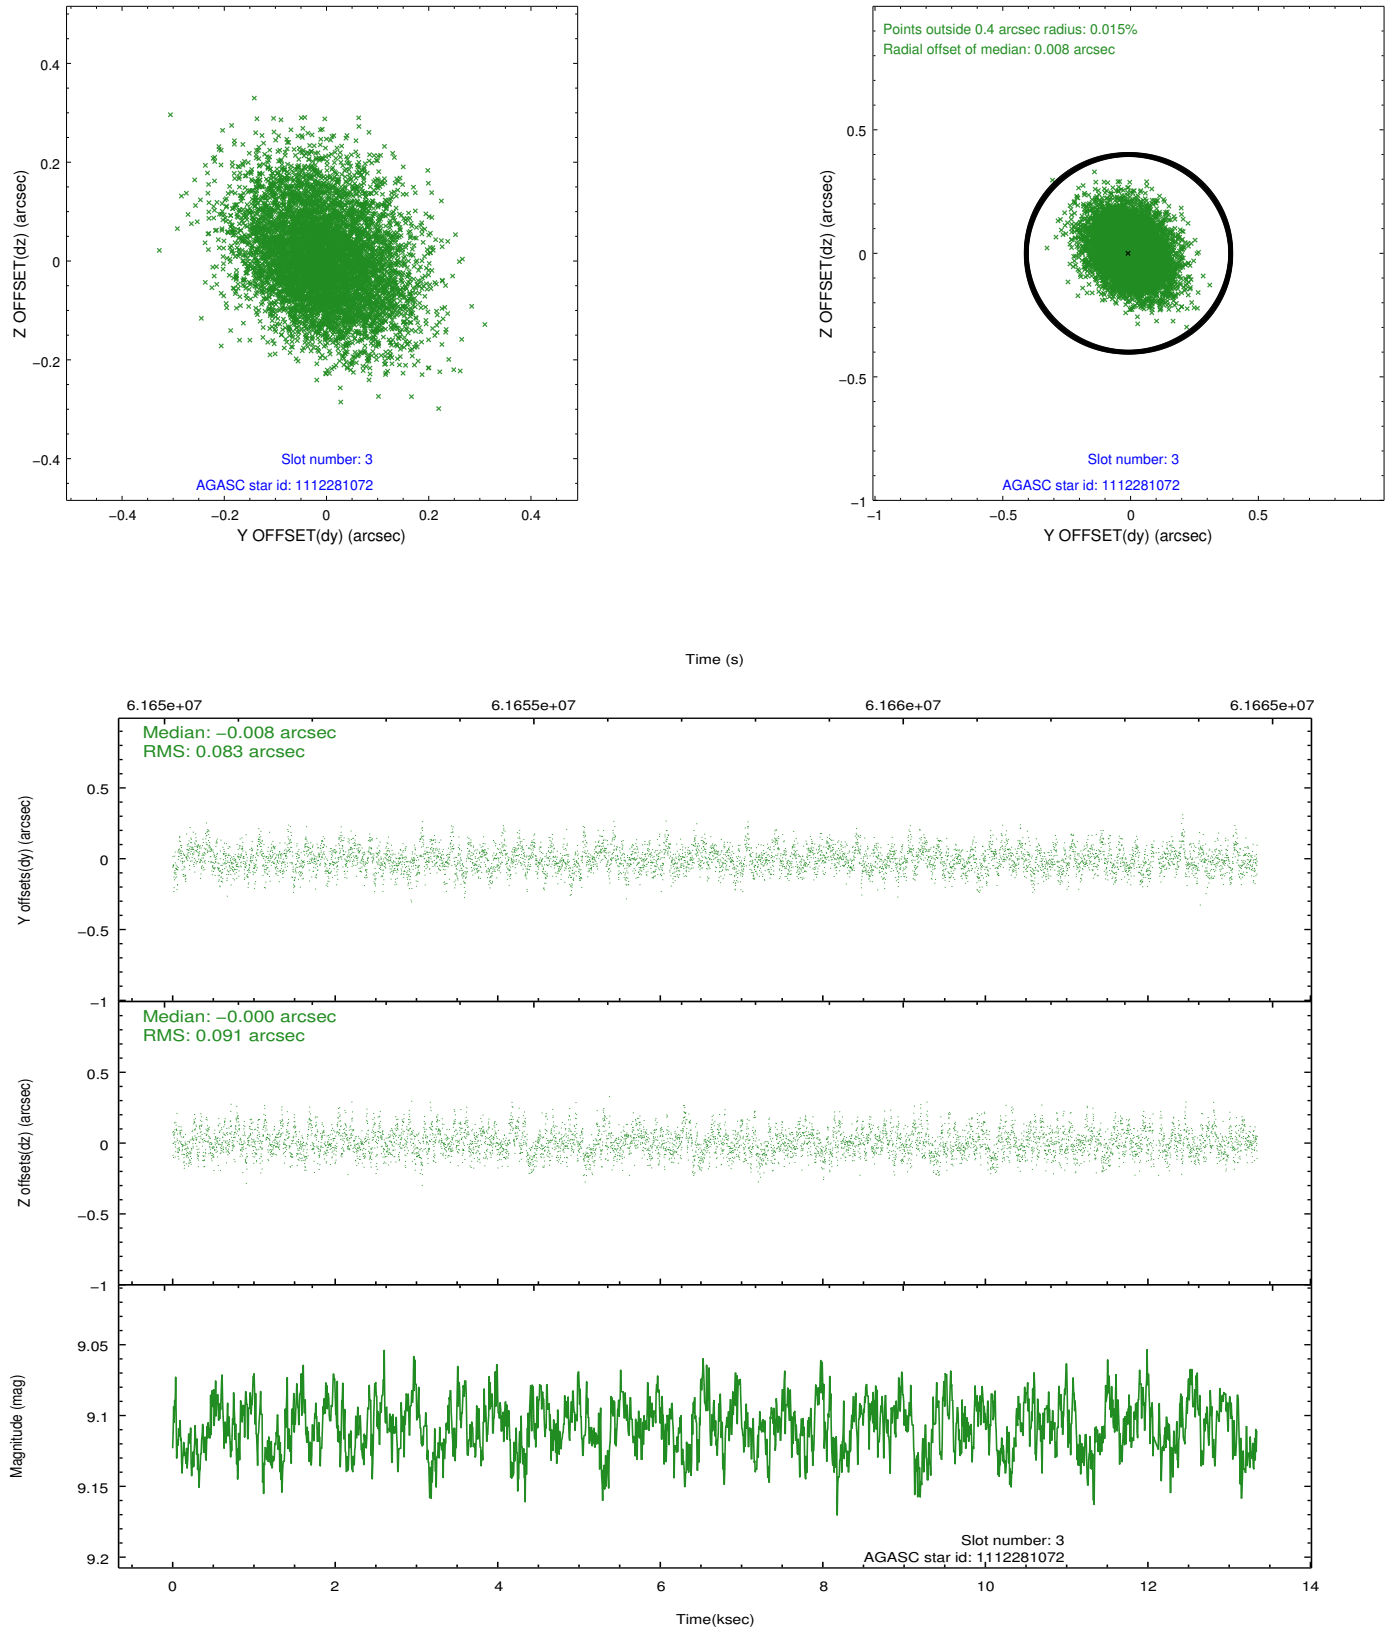 0.4
0.2
0
−0.2
−0.4
Z OFFSET(dz) (arcsec)
Slot number: 3
AGASC star id: 1112281072
−0.4
−0.2
0
0.2
0.4
Y OFFSET(dy) (arcsec)
Points outside 0.4 arcsec radius: 0.015%
Radial offset of median: 0.008 arcsec
0.5
0
−0.5
−1
Z OFFSET(dz) (arcsec)
Slot number: 3
AGASC star id: 1112281072
−1
−0.5
0
0.5
Y OFFSET(dy) (arcsec)
Time (s)
6.165e+07
6.1655e+07
6.166e+07
6.1665e+07
Median: −0.008 arcsec
RMS: 0.083 arcsec
0.5
0
−0.5
−1
Y offsets(dy) (arcsec)
Median: −0.000 arcsec
RMS: 0.091 arcsec
0.5
0
−0.5
−1
Z offsets(dz) (arcsec)
9.05
9.1
9.15
9.2
Magnitude (mag)
Slot number: 3
AGASC star id: 1112281072
0
2
4
6
8
10
12
14
Time(ksec)